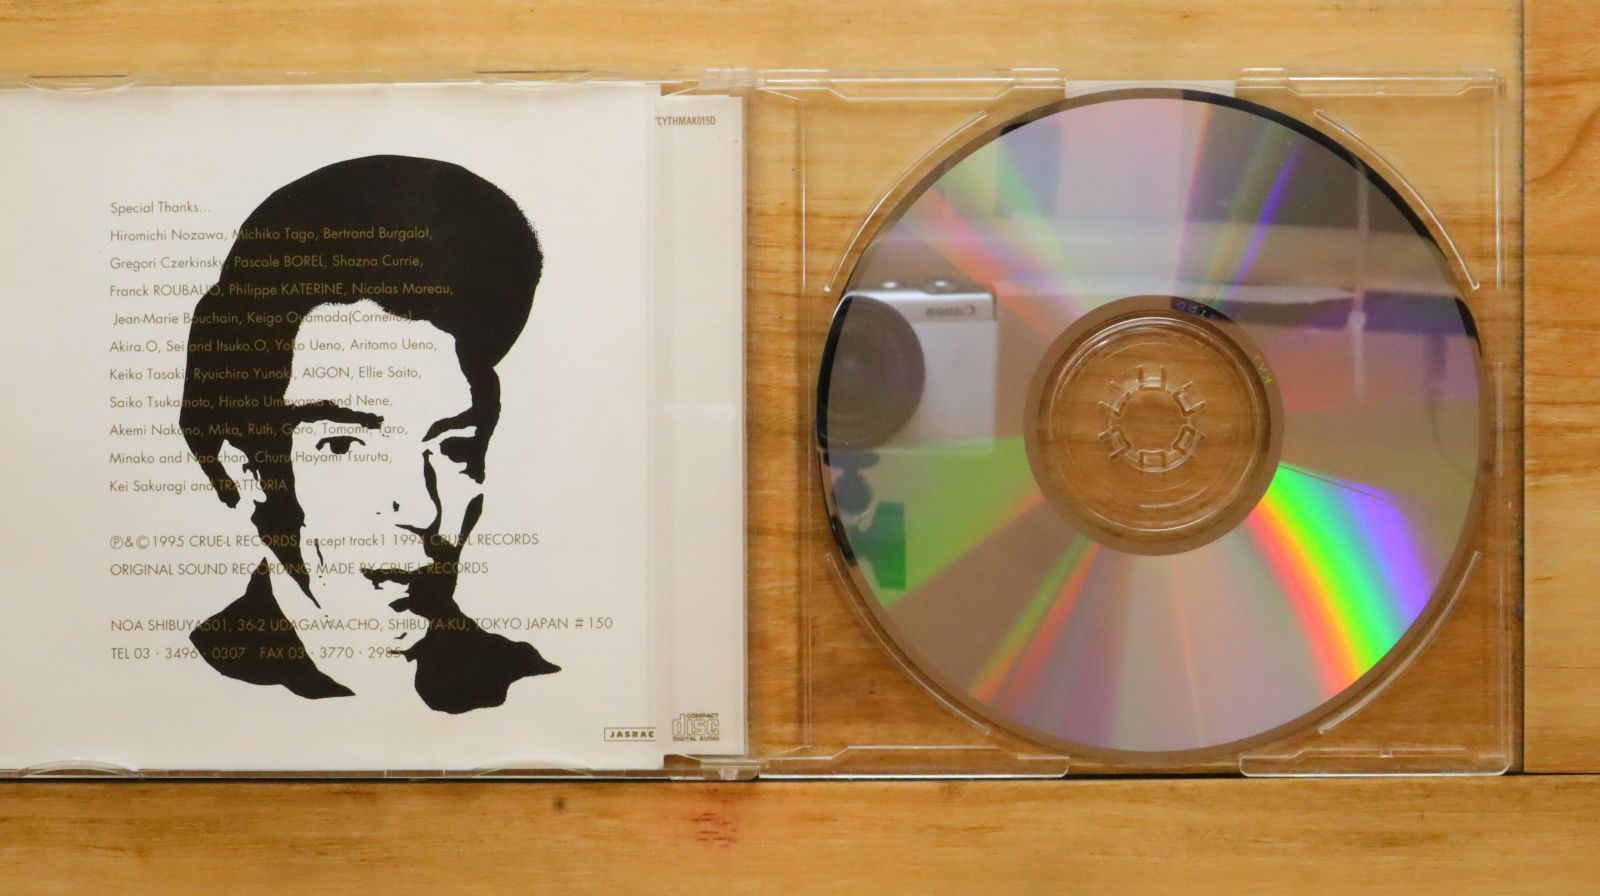 Special Thanks...
Hiromichi Nozawa, Michiko Tago, Bertrand Burgalat,
Gregori Czerkinsky, Pascale BOREL, Shazna Currie,
Franck ROUBAUD, Philippe KATERINE, Nicolas Moreau,
Jean-Marie Bouchain, Keigo Oyamada(Cornelius),
Akira.O, Sei and Itsuko.O, Yoko Ueno, Aritomo Ueno,
Keiko Tasaki, Ryuichiro Yunoki, AIGON, Ellie Saito,
Saiko Tsukamoto, Hiroko Umeyama and Nene,
Akemi Nakano, Mika, Ruth, Goro, Tomomi, Taro,
Minako and Nao-chan, Churu, Hayami Tsuruta,
Kei Sakuragi and TRATTORIA
℗&©1995 CRUE-L RECORDS, except track1 1994 CRUE-L RECORDS
ORIGINAL SOUND RECORDING MADE BY CRUE-L RECORDS
NOA SHIBUYA501, 36-2 UDAGAWA-CHO, SHIBUYA-KU, TOKYO JAPAN #150
TEL 03・3496・0307 FAX 03・3770・2985
JASRAC
COMPACT
disc
DIGITAL AUDIO
Canon